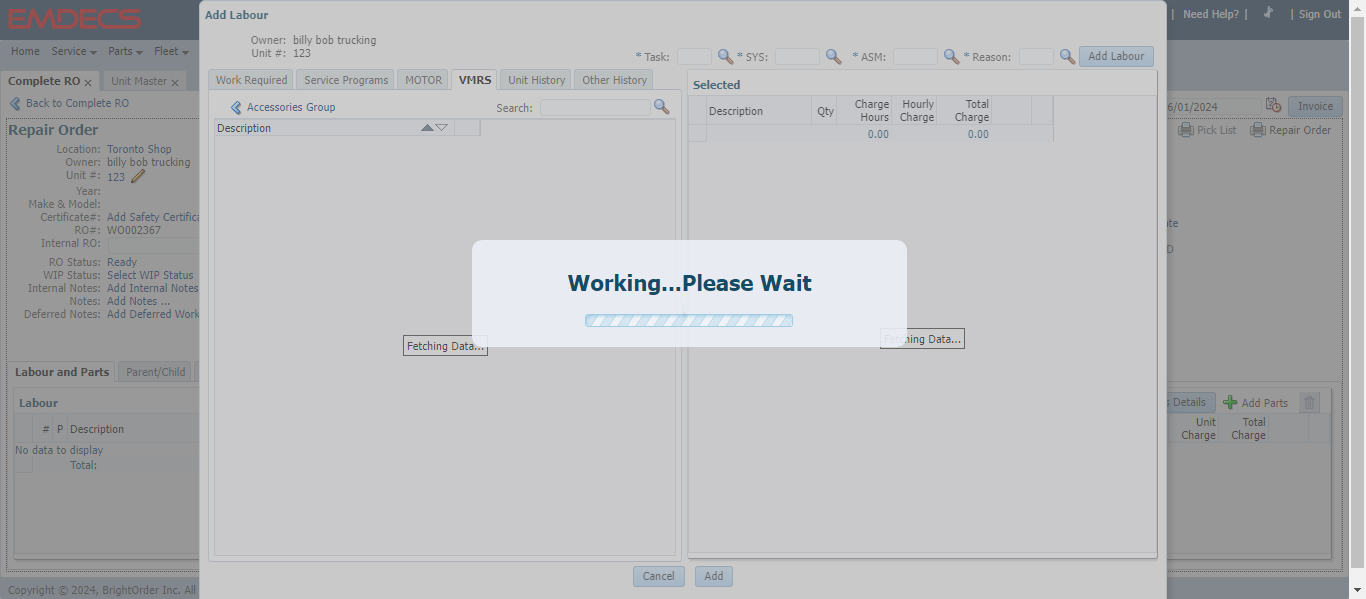 EMDECS
Need Help? |
| Sign Out
Home Service Parts Fleet
Complete RO x Unit Master x
Back to Complete RO
6/01/2024 Invoice
Repair Order
Pick List Repair Order
Location: Toronto Shop
Owner: billy bob trucking
Unit #: 123
Year:
Make & Model:
Certificate#: Add Safety Certifica
RO#: WO002367
Internal RO:
RO Status: Ready
WIP Status: Select WIP Status
Internal Notes: Add Internal Notes
Notes: Add Notes ...
Deferred Notes: Add Deferred Work
Labour and Parts Parent/Child
Labour
# P Description
No data to display
Total:
Copyright © 2024, BrightOrder Inc. All
Add Labour
Owner: billy bob trucking
Unit #: 123
* Task: * SYS: * ASM: * Reason: Add Labour
Work Required Service Programs MOTOR VMRS Unit History Other History
Accessories Group Search:
Description
Selected
Description Qty Charge Hours Hourly Charge Total Charge
0.00 0.00
Working...Please Wait
Fetching Data...
Fetching Data...
Cancel Add
s Details Add Parts
Unit Charge Total Charge